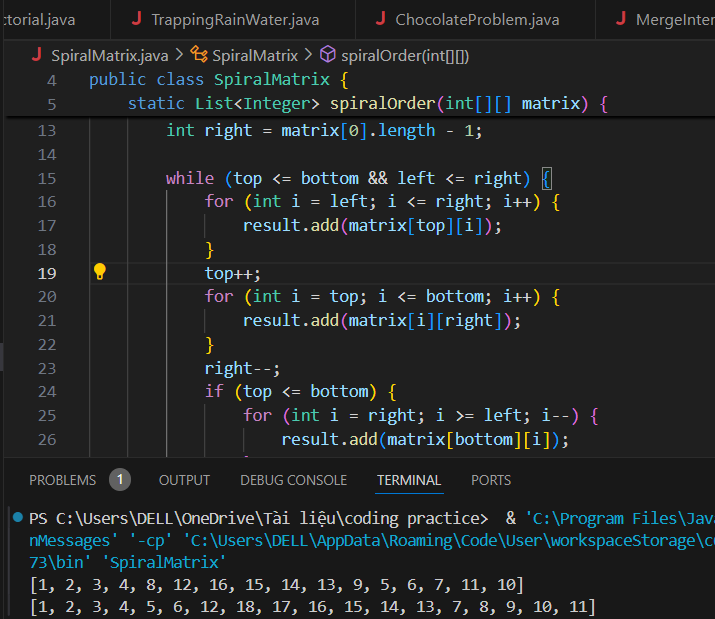 ctorial.java J TrappingRainWater.java J ChocolateProblem.java J MergeInter
J SpiralMatrix.java > SpiralMatrix > spiralOrder(int[][])
4 public class SpiralMatrix {
5 static List<Integer> spiralOrder(int[][] matrix) {
13 int right = matrix[0].length - 1;
14
15 while (top <= bottom && left <= right) {
16 for (int i = left; i <= right; i++) {
17 result.add(matrix[top][i]);
18 }
19 top++;
20 for (int i = top; i <= bottom; i++) {
21 result.add(matrix[i][right]);
22 }
23 right--;
24 if (top <= bottom) {
25 for (int i = right; i >= left; i--) {
26 result.add(matrix[bottom][i]);
PROBLEMS 1 OUTPUT DEBUG CONSOLE TERMINAL PORTS
PS C:\Users\DELL\OneDrive\Tài liệu\coding practice> & 'C:\Program Files\Jav
nMessages' '-cp' 'C:\Users\DELL\AppData\Roaming\Code\User\workspaceStorage\c
73\bin' 'SpiralMatrix'
[1, 2, 3, 4, 8, 12, 16, 15, 14, 13, 9, 5, 6, 7, 11, 10]
[1, 2, 3, 4, 5, 6, 12, 18, 17, 16, 15, 14, 13, 7, 8, 9, 10, 11]